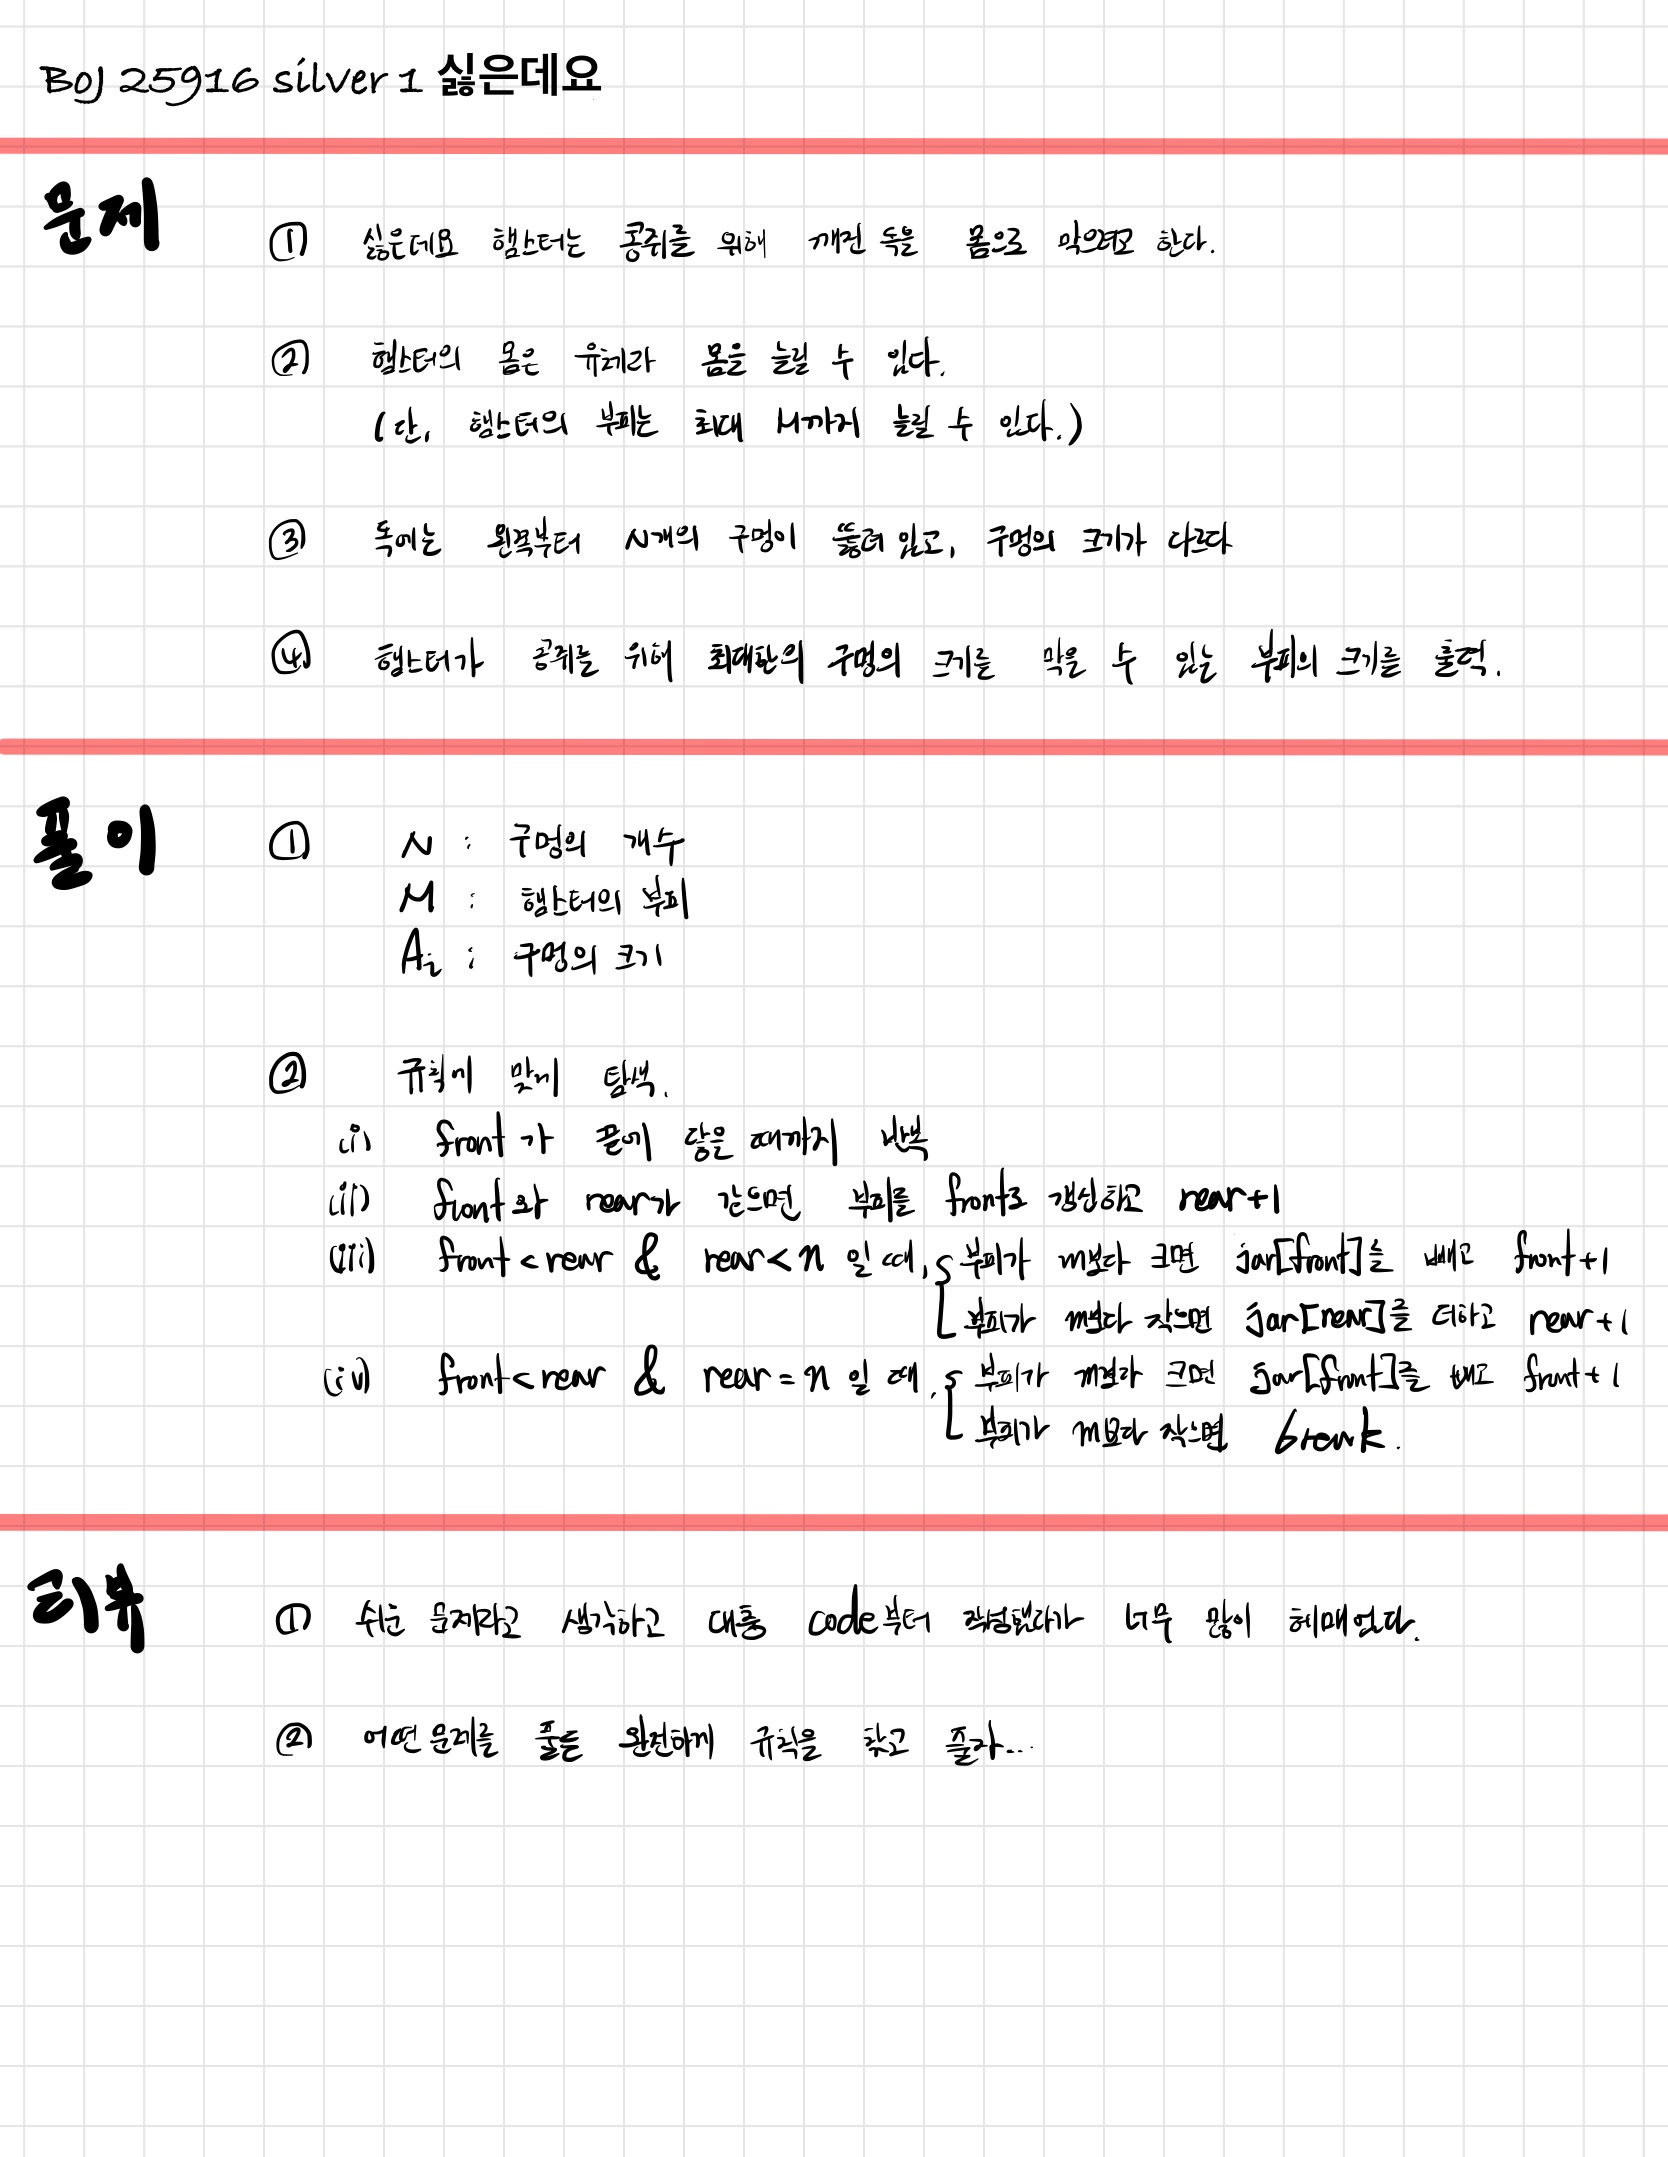 BOJ 25916 silver 1 싫은데요
문제
① 싫은데요 햄스터는 콩쥐를 위해 깨진 독을 몸으로 막으려고 한다.
② 햄스터의 몸은 유체라 몸을 늘릴 수 있다.
(단, 햄스터의 부피는 최대 M까지 늘릴 수 있다.)
③ 독에는 왼쪽부터 N개의 구멍이 뚫려 있고, 구멍의 크기가 다르다
④ 햄스터가 콩쥐를 위해 최대한의 구멍의 크기를 막을 수 있는 부피의 크기를 출력.
풀이
① N : 구멍의 개수
M : 햄스터의 부피
Ai : 구멍의 크기
② 규칙에 맞게 탐색.
(i) front가 끝에 닿을 때까지 반복
(ii) front와 rear가 같으면 부피를 front로 갱신하고 rear+1
(iii) front<rear & rear<n 일 때, 부피가 m보다 크면 jar[front]를 빼고 front+1
부피가 m보다 작으면 jar[rear]를 더하고 rear+1
(iv) front<rear & rear=n 일 때, 부피가 m보다 크면 jar[front]를 빼고 front+1
부피가 m보다 작으면 break.
리뷰
① 쉬운 문제라고 생각하고 대충 code부터 작성했다가 너무 많이 헤매었다.
② 어떤 문제를 풀든 완전하게 규칙을 찾고 풀자...